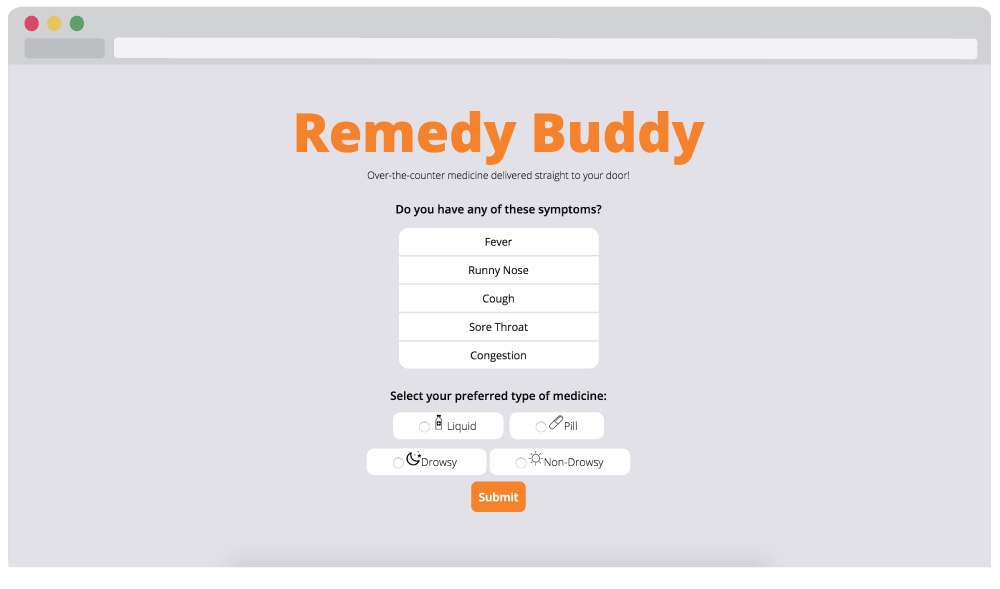 Remedy Buddy
Over-the-counter medicine delivered straight to your door!
Do you have any of these symptoms?
Fever
Runny Nose
Cough
Sore Throat
Congestion
Select your preferred type of medicine:
Liquid Pill
Drowsy Non-Drowsy
Submit